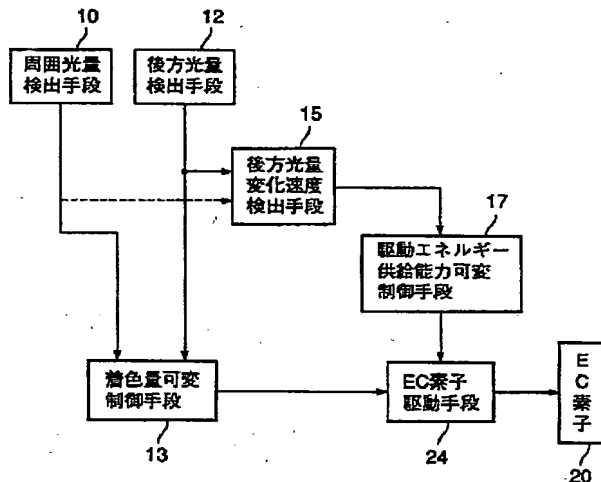 10
12
周囲光量
検出手段
後方光量
検出手段
15
後方光量
変化速度
検出手段
17
駆動エネルギー
供給能力可変
制御手段
着色量可変
制御手段
13
EC素子
駆動手段
24
EC素子
20